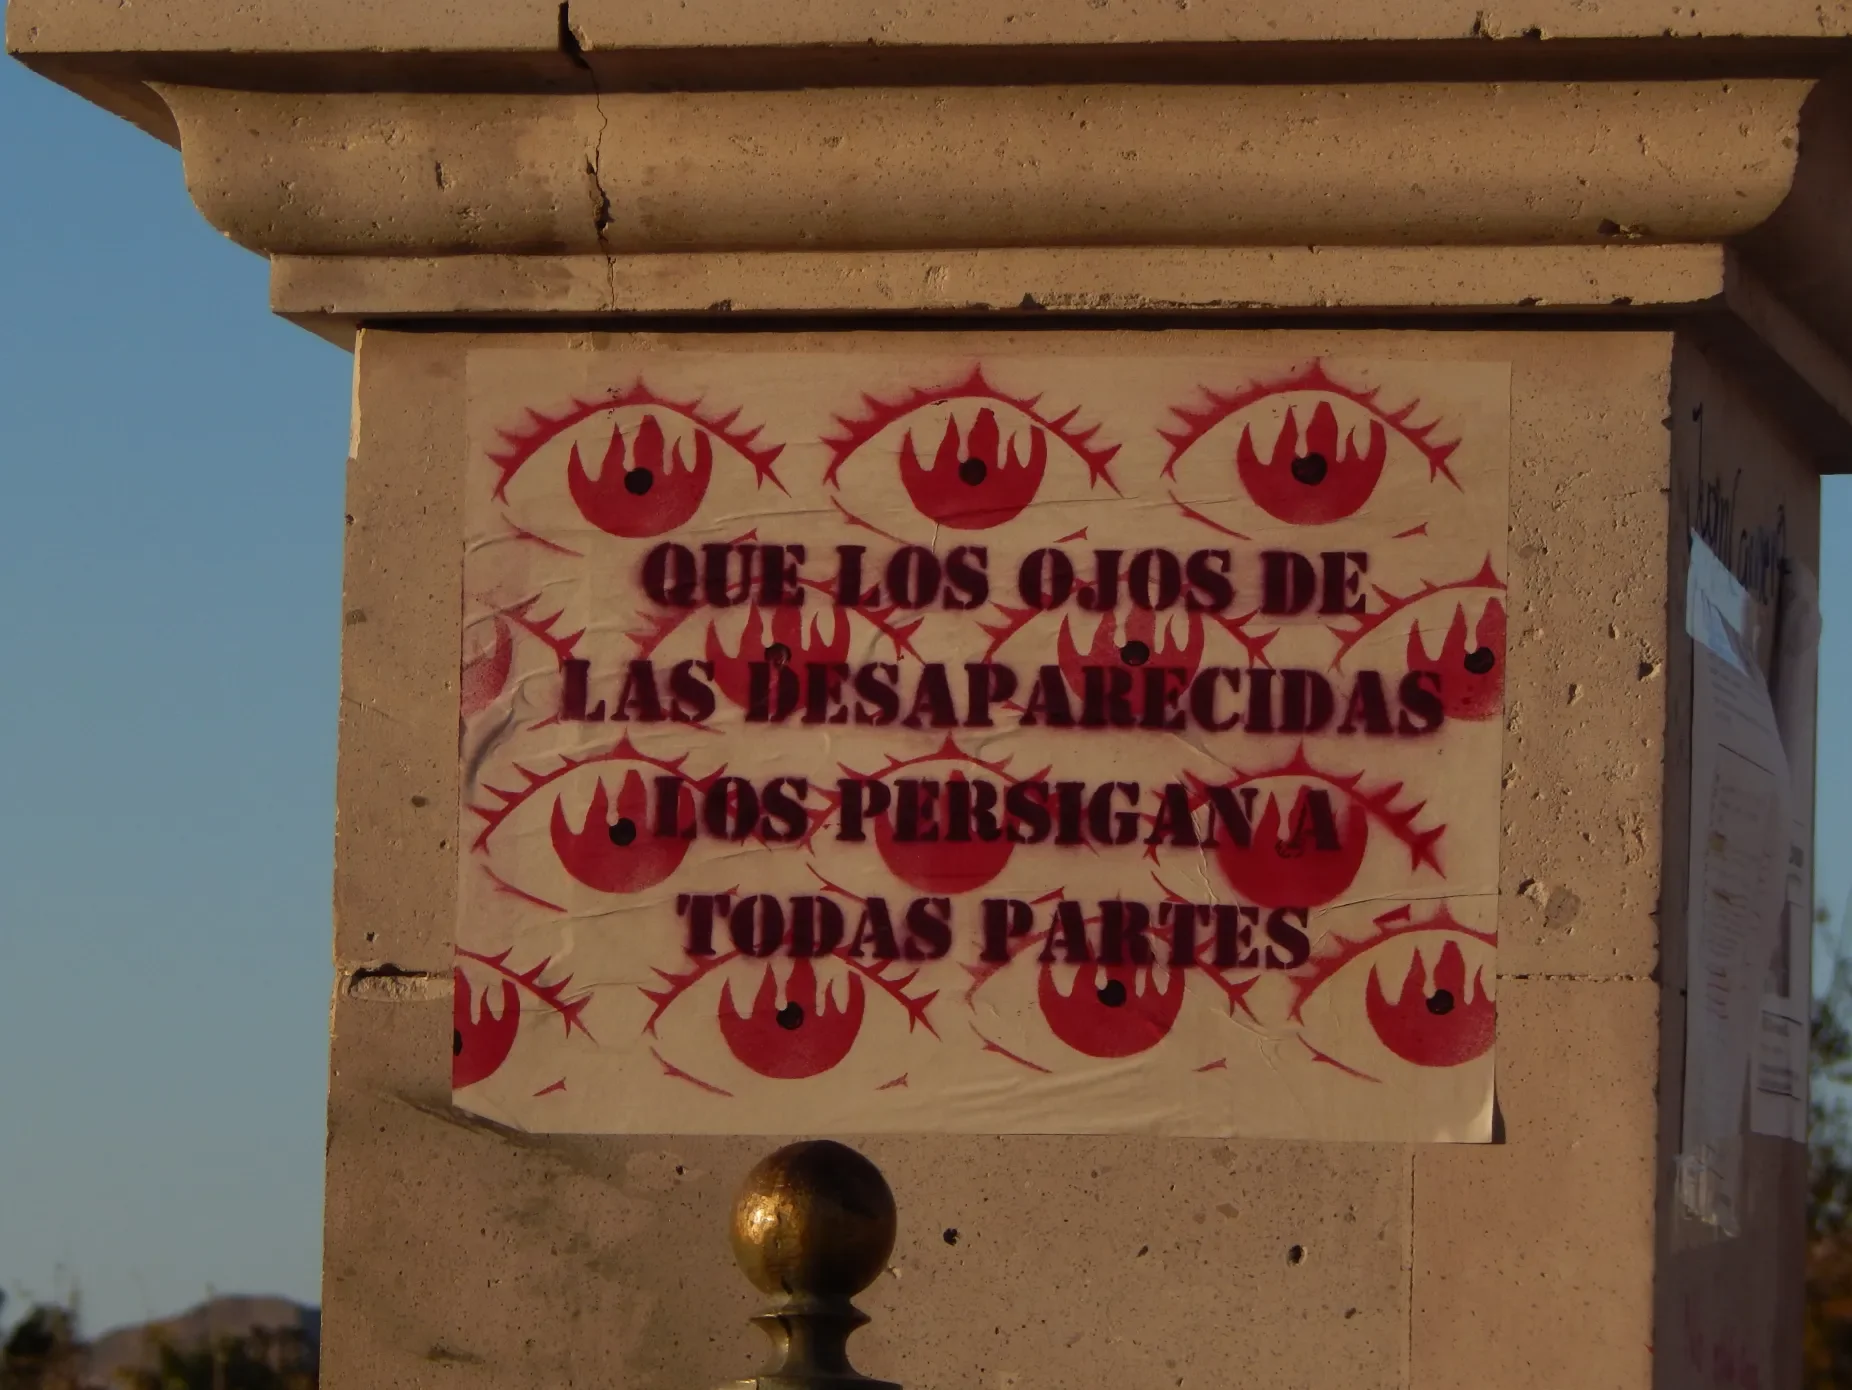 QUE LOS OJOS DE
LAS DESAPARECIDAS
LOS PERSIGAN A
TODAS PARTES